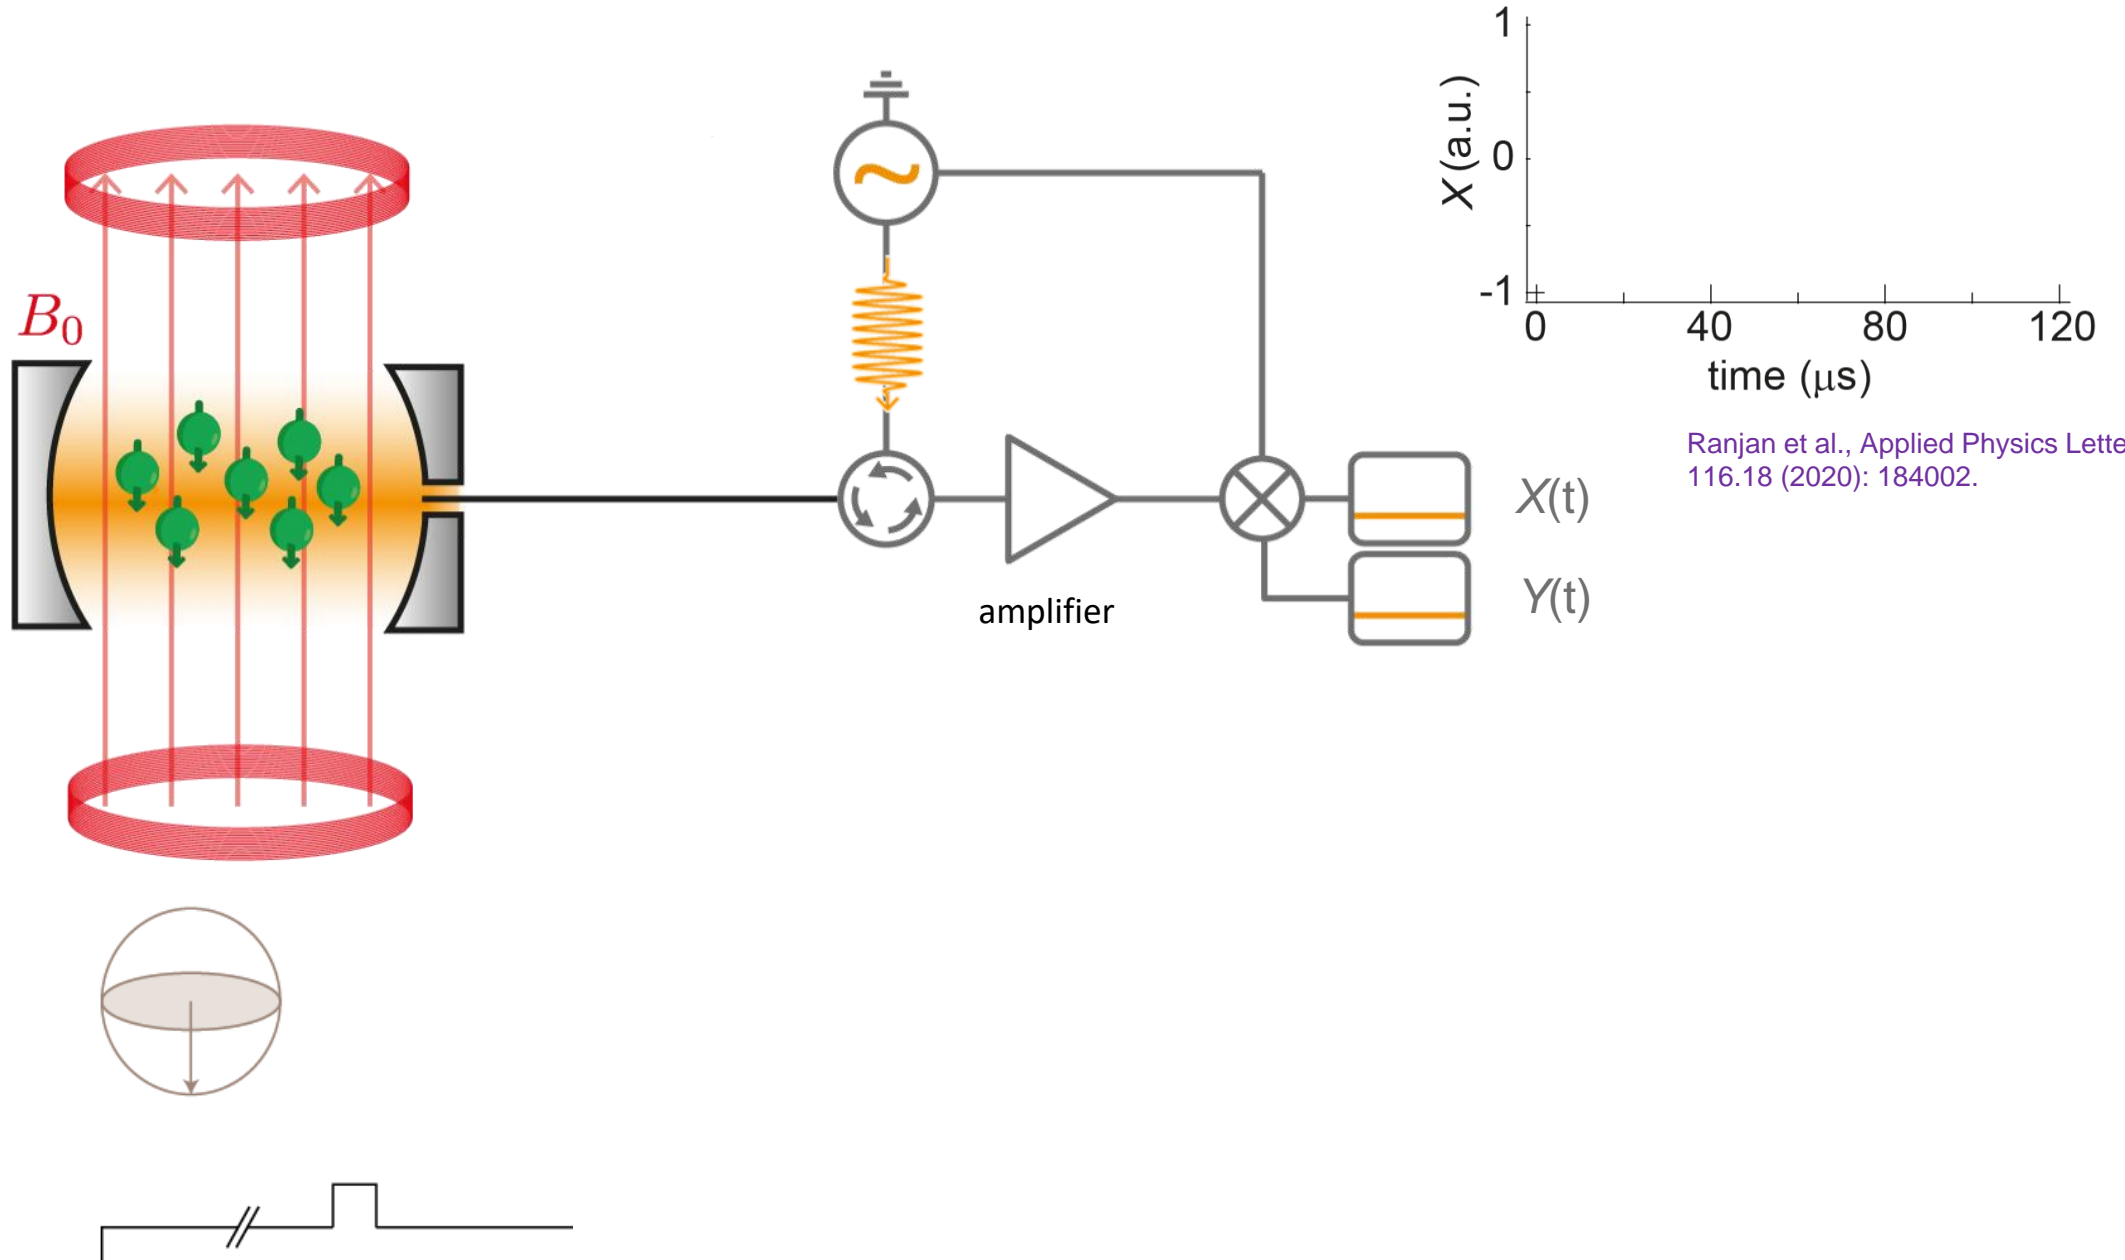 1
0
-1
X (a.u.)
0 40 80 120
time (μs)
B0
Ranjan et al., Applied Physics Lette
116.18 (2020): 184002.
X(t)
Y(t)
amplifier